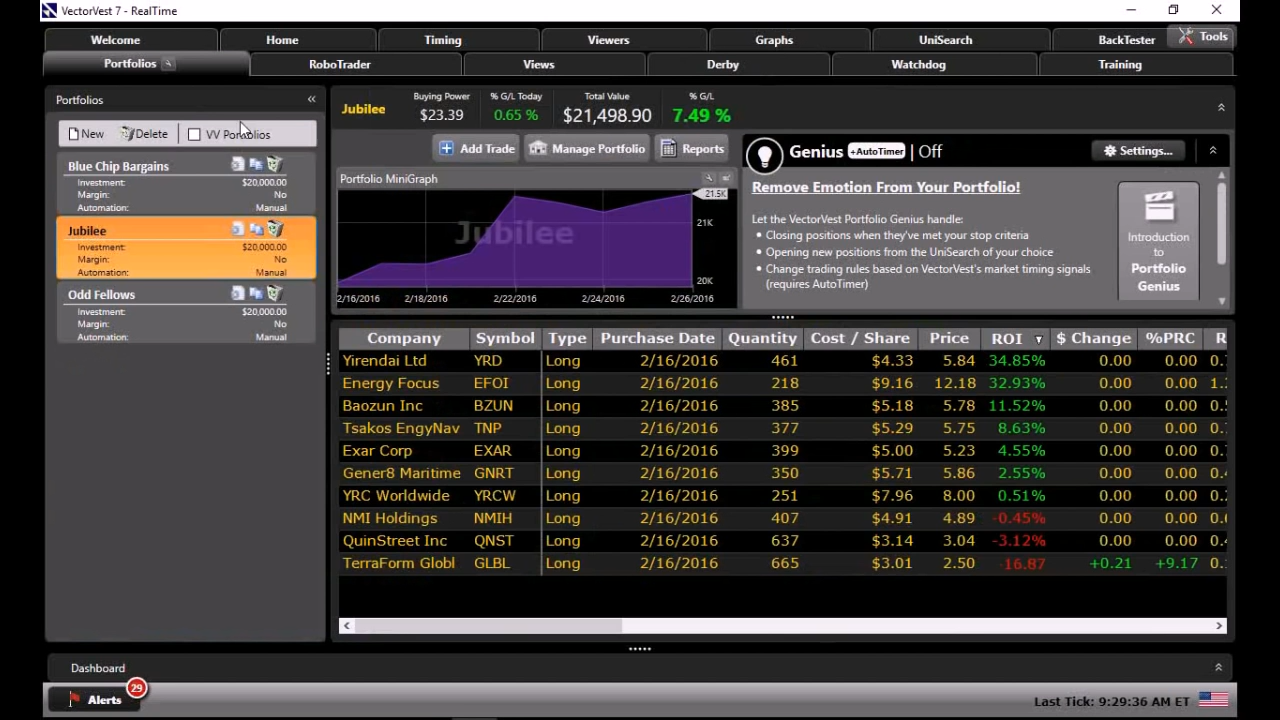 VectorVest 7 - RealTime
Welcome Home Timing Viewers Graphs UniSearch BackTester Tools
Portfolios RoboTrader Views Derby Watchdog Training
Portfolios «
New Delete VV Portfolios
Blue Chip Bargains
Investment: $20,000.00
Margin: No
Automation: Manual
Jubilee
Investment: $20,000.00
Margin: No
Automation: Manual
Odd Fellows
Investment: $20,000.00
Margin: No
Automation: Manual
Jubilee
Buying Power % G/L Today Total Value % G/L
$23.39 0.65 % $21,498.90 7.49 %
Add Trade Manage Portfolio Reports
Portfolio MiniGraph
Jubilee
21.5K
21K
20K
2/16/2016 2/18/2016 2/22/2016 2/24/2016 2/26/2016
Genius +AutoTimer | Off Settings...
Remove Emotion From Your Portfolio!
Let the VectorVest Portfolio Genius handle:
• Closing positions when they've met your stop criteria
• Opening new positions from the UniSearch of your choice
• Change trading rules based on VectorVest's market timing signals
(requires AutoTimer)
Introduction
to
Portfolio
Genius
Company Symbol Type Purchase Date Quantity Cost / Share Price ROI $ Change %PRC R
Yirendai Ltd YRD Long 2/16/2016 461 $4.33 5.84 34.85% 0.00 0.00 0.
Energy Focus EFOI Long 2/16/2016 218 $9.16 12.18 32.93% 0.00 0.00 1.
Baozun Inc BZUN Long 2/16/2016 385 $5.18 5.78 11.52% 0.00 0.00 0.
Tsakos EngyNav TNP Long 2/16/2016 377 $5.29 5.75 8.63% 0.00 0.00 0.
Exar Corp EXAR Long 2/16/2016 399 $5.00 5.23 4.55% 0.00 0.00 0.
Gener8 Maritime GNRT Long 2/16/2016 350 $5.71 5.86 2.55% 0.00 0.00 0.
YRC Worldwide YRCW Long 2/16/2016 251 $7.96 8.00 0.51% 0.00 0.00 0.
NMI Holdings NMIH Long 2/16/2016 407 $4.91 4.89 -0.45% 0.00 0.00 0.
QuinStreet Inc QNST Long 2/16/2016 637 $3.14 3.04 -3.12% 0.00 0.00 0.
TerraForm Globl GLBL Long 2/16/2016 665 $3.01 2.50 -16.87 +0.21 +9.17 0.
Dashboard
Alerts 29
Last Tick: 9:29:36 AM ET